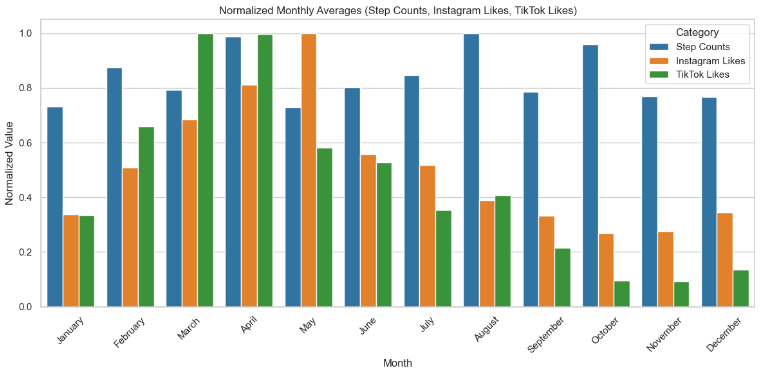 Normalized Monthly Averages (Step Counts, Instagram Likes, TikTok Likes)
Category
Step Counts
Instagram Likes
TikTok Likes
Normalized Value
1.0
0.8
0.6
0.4
0.2
0.0
January
February
March
April
May
June
July
August
September
October
November
December
Month